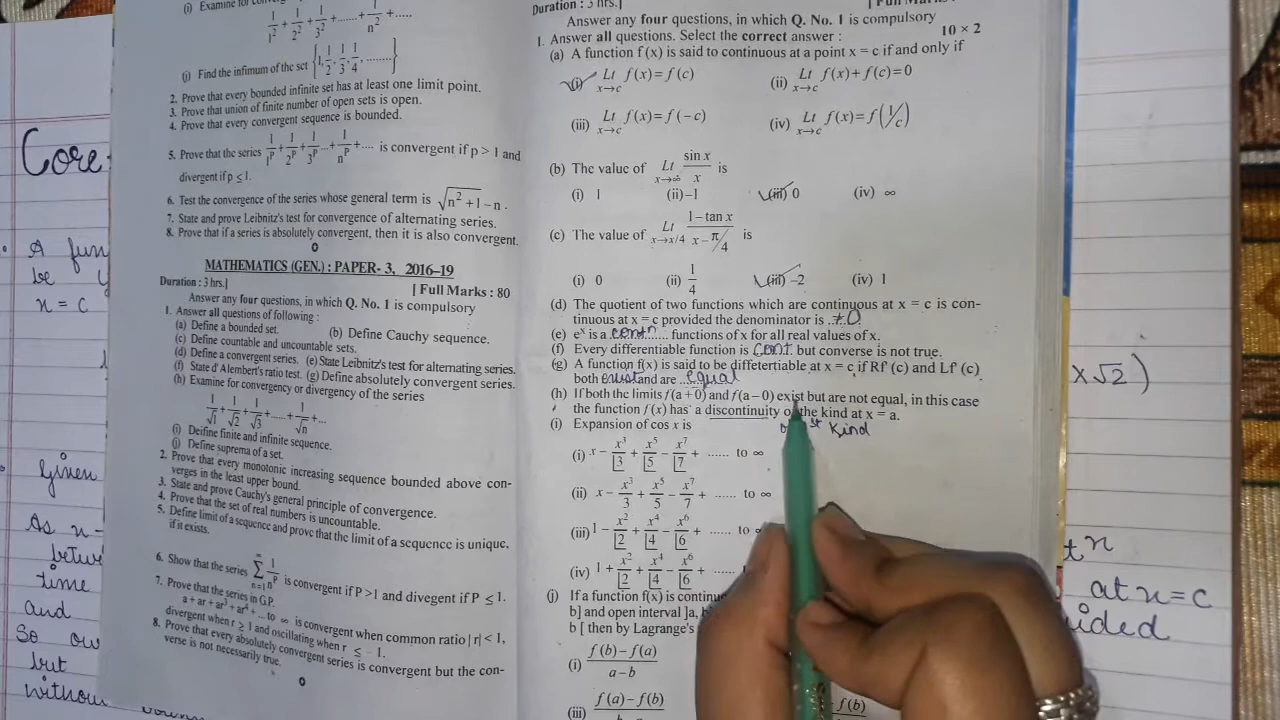 (i) Examine for
1/1² + 1/2² + 1/3² + ........ + 1/n² + .....
(j) Find the infimum of the set {1, 1/2, 1/3, 1/4, ........}
2. Prove that every bounded infinite set has at least one limit point.
3. Prove that union of finite number of open sets is open.
4. Prove that every convergent sequence is bounded.
5. Prove that the series 1/1ᵖ + 1/2ᵖ + 1/3ᵖ ... + 1/nᵖ + .... is convergent if p > 1 and
divergent if p ≤ 1.
6. Test the convergence of the series whose general term is √(n² + 1) – n.
7. State and prove Leibnitz's test for convergence of alternating series.
8. Prove that if a series is absolutely convergent, then it is also convergent.
MATHEMATICS (GEN.) : PAPER- 3, 2016-19
Duration : 3 hrs.] [ Full Marks : 80
Answer any four questions, in which Q. No. 1 is compulsory
1. Answer all questions of following :
(a) Define a bounded set. (b) Define Cauchy sequence.
(c) Define countable and uncountable sets.
(d) Define a convergent series. (e) State Leibnitz's test for alternating series.
(f) State d' Alembert's ratio test. (g) Define absolutely convergent series.
(h) Examine for convergency or divergency of the series
1/√1 + 1/√2 + 1/√3 + ...... + 1/√n + ...
(i) Deifine finite and infinite sequence.
(j) Define suprema of a set.
2. Prove that every monotonic increasing sequence bounded above con-
verges in the least upper bound.
3. State and prove Cauchy's general principle of convergence.
4. Prove that the set of real numbers is uncountable.
5. Define limit of a sequence and prove that the limit of a sequence is unique,
if it exists.
6. Show that the series ∞ Σ n=1 1/nᵖ is convergent if P >1 and divegent if P ≤ 1.
7. Prove that the series in G.P.
a + ar + ar³ + ar⁴ + ... to ∞ is convergent when common ratio | r | < 1,
divergent when r ≥ 1 and oscillating when r ≤ – 1.
8. Prove that every absolutely convergent series is convergent but the con-
verse is not necessarily true.
Duration : 3 hrs.] [ Full
Answer any four questions, in which Q. No. 1 is compulsory
1. Answer all questions. Select the correct answer : 10 × 2
(a) A function f (x) is said to continuous at a point x = c if and only if
(i) Lt x→c f(x) = f(c) (ii) Lt x→c f(x) + f(c) = 0
(iii) Lt x→c f(x) = f(−c) (iv) Lt x→c f(x) = f(1/c)
(b) The value of Lt x→∞ sin x / x is
(i) 1 (ii) –1 (iii) 0 (iv) ∞
(c) The value of Lt x→x/4 (1 – tan x)/(x – π/4) is
(i) 0 (ii) 1/4 (iii) –2 (iv) 1
(d) The quotient of two functions which are continuous at x = c is con-
tinuous at x = c provided the denominator is ..≠0
(e) eˣ is a contⁿ ...... functions of x for all real values of x.
(f) Every differentiable function is Cont. but converse is not true.
(g) A function f(x) is said to be differtiable at x = c if Rf' (c) and Lf' (c)
both exist and are ..equal
(h) If both the limits f(a + 0) and f(a – 0) exist but are not equal, in this case
the function f (x) has a discontinuity of the kind at x = a.
1st Kind
(i) Expansion of cos x is
(i) x – x³/⌊3 + x⁵/⌊5 – x⁷/⌊7 + ...... to ∞
(ii) x – x³/3 + x⁵/5 – x⁷/7 + ...... to ∞
(iii) 1 – x²/⌊2 + x⁴/⌊4 – x⁶/⌊6 + ...... to ∞
(iv) 1 + x²/⌊2 + x⁴/⌊4 – x⁶/⌊6 + ......
(j) If a function f(x) is
b] and open interval ]a,
b [ then by Lagrange's
(i) (f (b) – f(a))/(a – b)
(iii) f(a) – f(b)
– f(b)
Core
A fun
be
x = c
Given
As n
time
and
So
but
without
x√2 )
at x = c